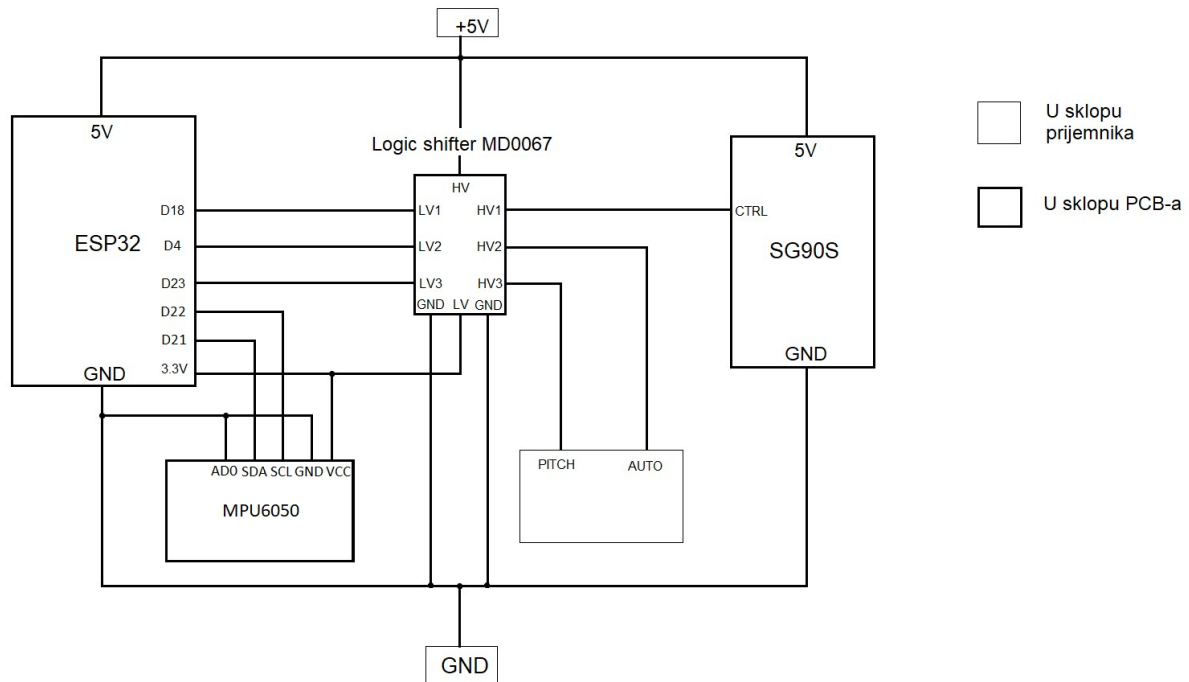 +5V
Logic shifter MD0067
5V
D18
D4
ESP32
D23
D22
D21
3.3V
GND
HV
LV1
HV1
LV2
HV2
LV3
HV3
GND LV GND
5V
CTRL
SG90S
GND
U sklopu
prijemnika
U sklopu PCB-a
AD0 SDA SCL GND VCC
MPU6050
PITCH
AUTO
GND